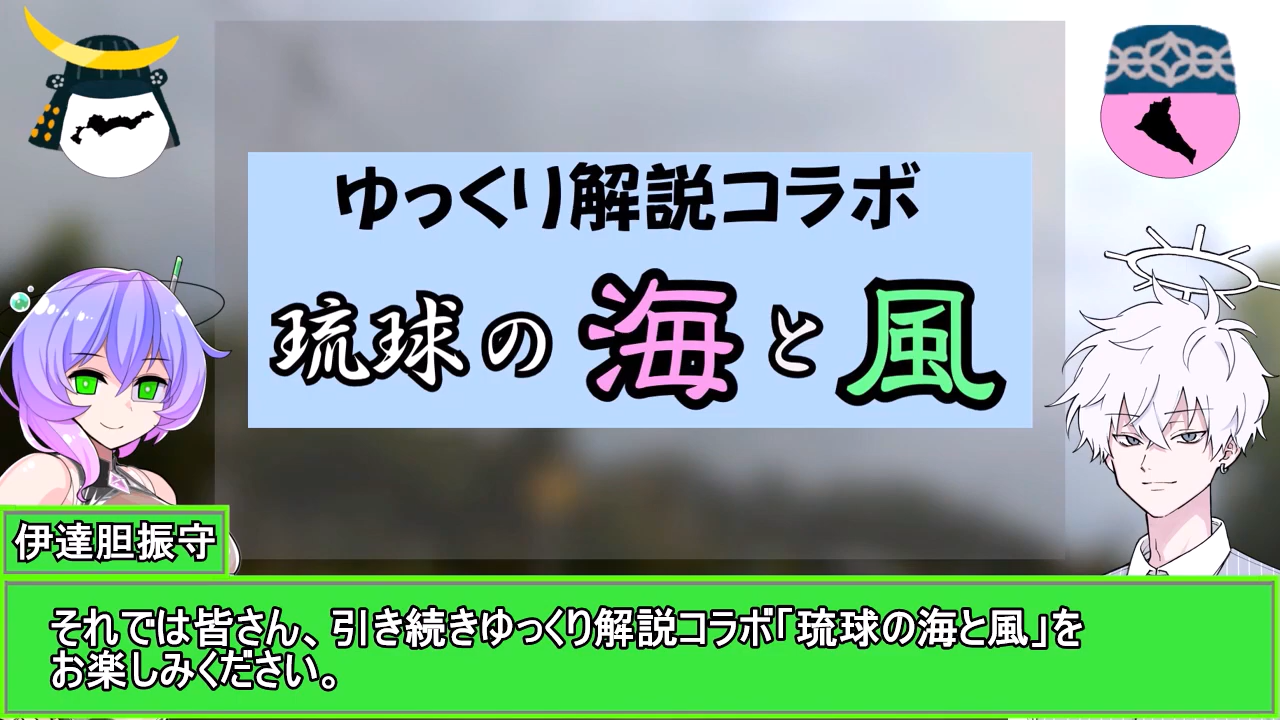 ゆっくり解説コラボ
琉球の海と風
伊達胆振守
それでは皆さん、引き続きゆっくり解説コラボ「琉球の海と風」を
お楽しみください。